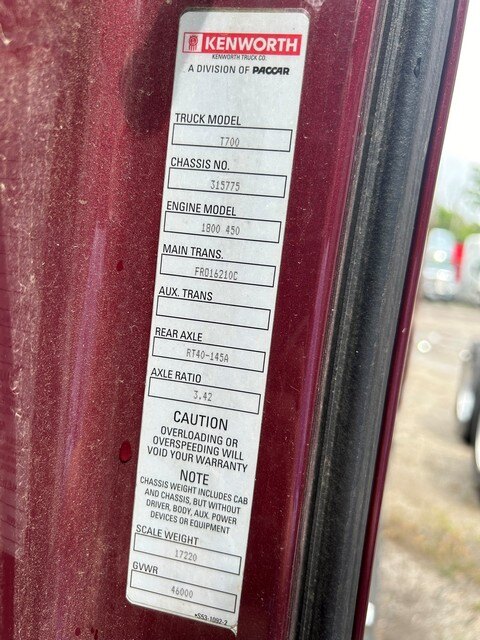 KENWORTH
KENWORTH TRUCK CO.
A DIVISION OF PACCAR
TRUCK MODEL
T700
CHASSIS NO.
315775
ENGINE MODEL
1800 450
MAIN TRANS.
FRO16210C
AUX. TRANS
REAR AXLE
RT40-145A
AXLE RATIO
3.42
CAUTION
OVERLOADING OR
OVERSPEEDING WILL
VOID YOUR WARRANTY
NOTE
CHASSIS WEIGHT INCLUDES CAB
AND CHASSIS, BUT WITHOUT
DRIVER, BODY, AUX. POWER
DEVICES OR EQUIPMENT
SCALE WEIGHT
17220
GVWR
46000
S53-1092-2